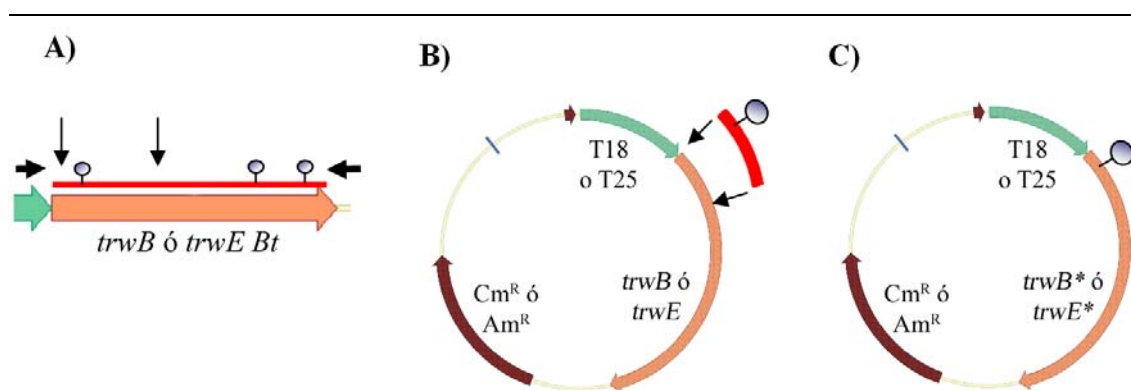 A)
trwB ó trwE Bt
B)
T18
o T25
trwB ó
trwE
Cm^R ó
Am^R
C)
T18
o T25
trwB* ó
trwE*
Cm^R ó
Am^R